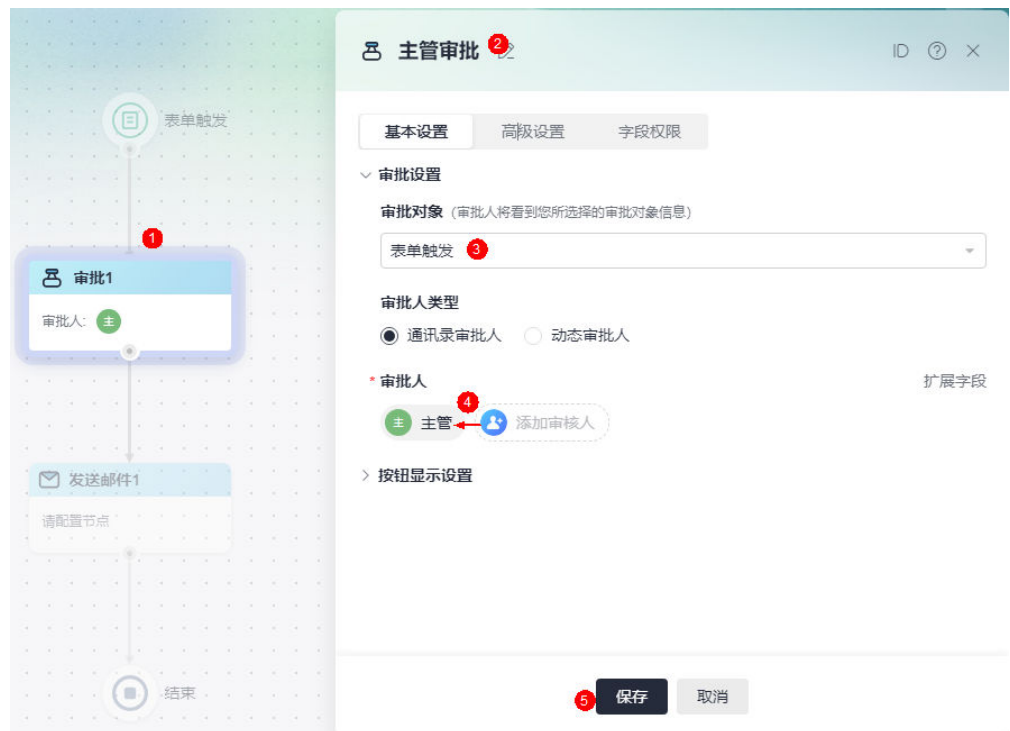 主管审批 2
ID
表单触发
基本设置 高级设置 字段权限
审批设置
审批对象 (审批人将看到您所选择的审批对象信息)
1
表单触发 3
审批1
审批人: 主
审批人类型
通讯录审批人 动态审批人
* 审批人 扩展字段
4
主 主管 添加审核人
发送邮件1
按钮显示设置
请配置节点
结束
5 保存 取消